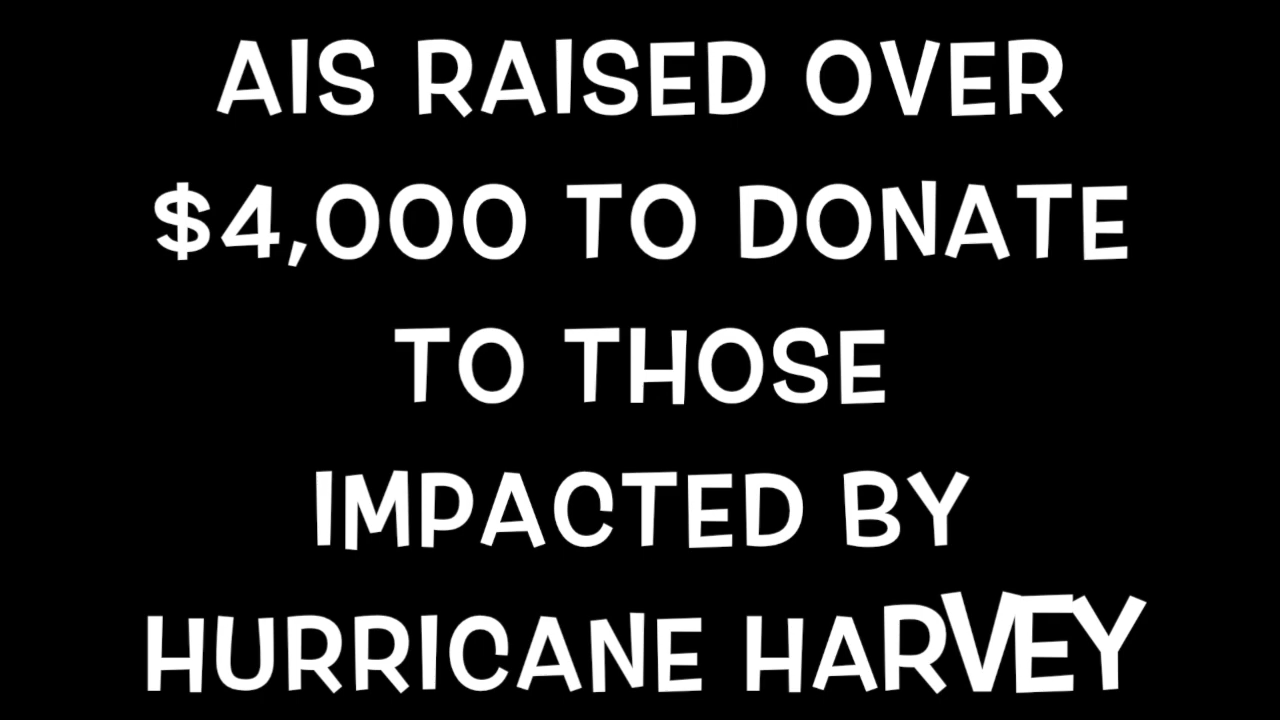 AIS RAISED OVER
$4,000 TO DONATE
TO THOSE
IMPACTED BY
HURRICANE HARVEY